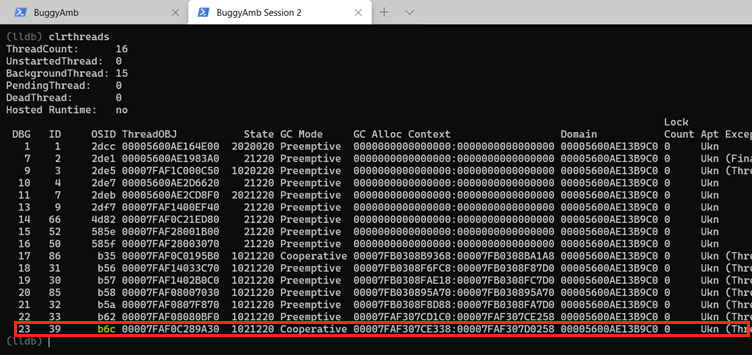 BuggyAmb
BuggyAmb Session 2
(lldb) clrthreads
ThreadCount: 16
UnstartedThread: 0
BackgroundThread: 15
PendingThread: 0
DeadThread: 0
Hosted Runtime: no
Lock
DBG ID OSID ThreadOBJ State GC Mode GC Alloc Context Domain Count Apt Excep
1 1 2dcc 00005600AE164E00 2020020 Preemptive 0000000000000000:0000000000000000 00005600AE13B9C0 0 Ukn
7 2 2de1 00005600AE1983A0 21220 Preemptive 0000000000000000:0000000000000000 00005600AE13B9C0 0 Ukn (Fina
9 3 2de5 00007FAF1C000C50 1020220 Preemptive 0000000000000000:0000000000000000 00005600AE13B9C0 0 Ukn (Thro
10 4 2de7 00005600AE2D6620 21220 Preemptive 0000000000000000:0000000000000000 00005600AE13B9C0 0 Ukn
11 7 2deb 00005600AE2CD8F0 2021220 Preemptive 0000000000000000:0000000000000000 00005600AE13B9C0 0 Ukn
13 9 2df7 00007FAF1400EF40 21220 Preemptive 0000000000000000:0000000000000000 00005600AE13B9C0 0 Ukn
14 66 4d82 00007FAF0C21ED80 21220 Preemptive 0000000000000000:0000000000000000 00005600AE13B9C0 0 Ukn
15 52 585e 00007FAF28001B00 21220 Preemptive 0000000000000000:0000000000000000 00005600AE13B9C0 0 Ukn
16 50 585f 00007FAF28003070 21220 Preemptive 0000000000000000:0000000000000000 00005600AE13B9C0 0 Ukn
17 86 b35 00007FAF0C0195B0 1021220 Cooperative 00007FB0308B9368:00007FB0308BA1A8 00005600AE13B9C0 0 Ukn (Thro
18 31 b56 00007FAF14033C70 1021220 Preemptive 00007FB0308F6FC8:00007FB0308F87D0 00005600AE13B9C0 0 Ukn (Thro
19 30 b57 00007FAF1402B0C0 1021220 Preemptive 00007FB0308FAE18:00007FB0308FC7D0 00005600AE13B9C0 0 Ukn (Thro
20 85 b58 00007FAF08007030 1021220 Preemptive 00007FB030895A70:00007FB030895A70 00005600AE13B9C0 0 Ukn (Thro
21 32 b5a 00007FAF0807F870 1021220 Preemptive 00007FB0308F8D88:00007FB0308FA7D0 00005600AE13B9C0 0 Ukn (Thro
22 33 b62 00007FAF08080BF0 1021220 Preemptive 00007FAF307CD1C0:00007FAF307CE258 00005600AE13B9C0 0 Ukn (Thro
23 39 b6c 00007FAF0C289A30 1021220 Cooperative 00007FAF307CE338:00007FAF307D0258 00005600AE13B9C0 0 Ukn (Thro
(lldb)